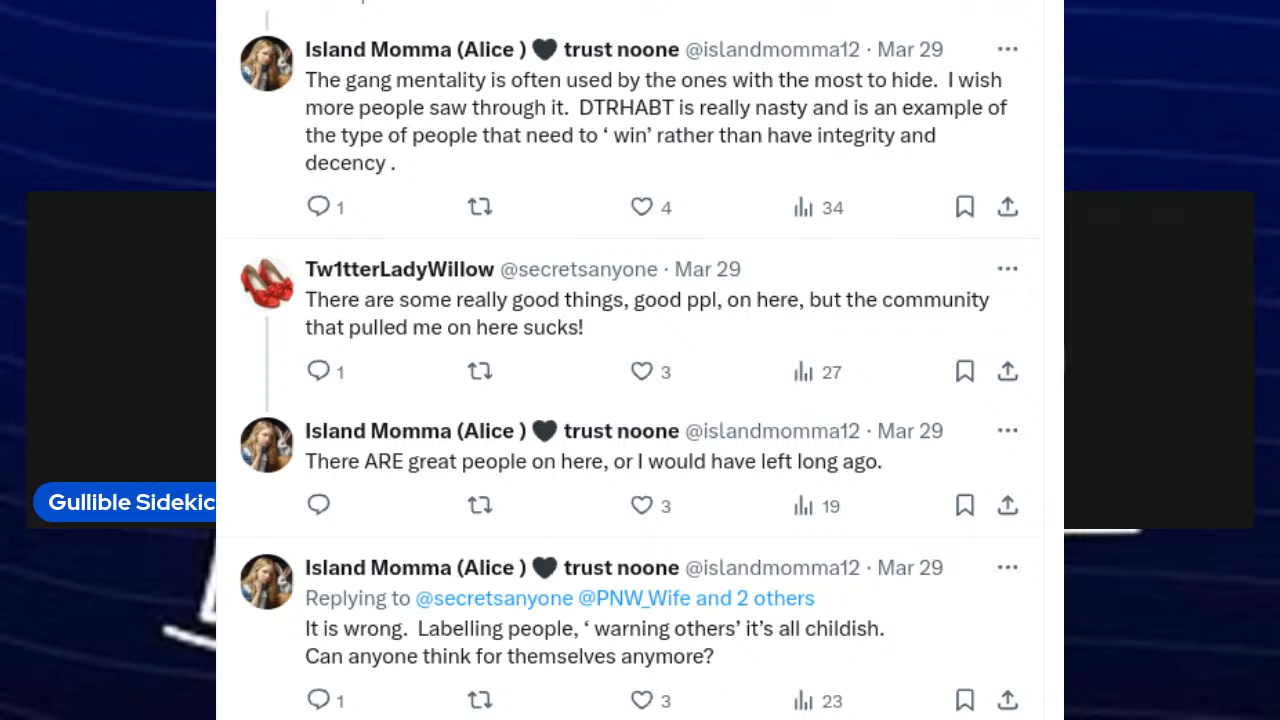 Island Momma (Alice ) 🖤 trust noone @islandmomma12 · Mar 29
The gang mentality is often used by the ones with the most to hide.  I wish
more people saw through it.  DTRHABT is really nasty and is an example of
the type of people that need to ‘ win’ rather than have integrity and
decency .
1 4 34
Tw1tterLadyWillow @secretsanyone · Mar 29
There are some really good things, good ppl, on here, but the community
that pulled me on here sucks!
1 3 27
Island Momma (Alice ) 🖤 trust noone @islandmomma12 · Mar 29
There ARE great people on here, or I would have left long ago.
3 19
Gullible Sidekic
Island Momma (Alice ) 🖤 trust noone @islandmomma12 · Mar 29
Replying to @secretsanyone @PNW_Wife and 2 others
It is wrong.  Labelling people, ‘ warning others’ it’s all childish.
Can anyone think for themselves anymore?
1 3 23